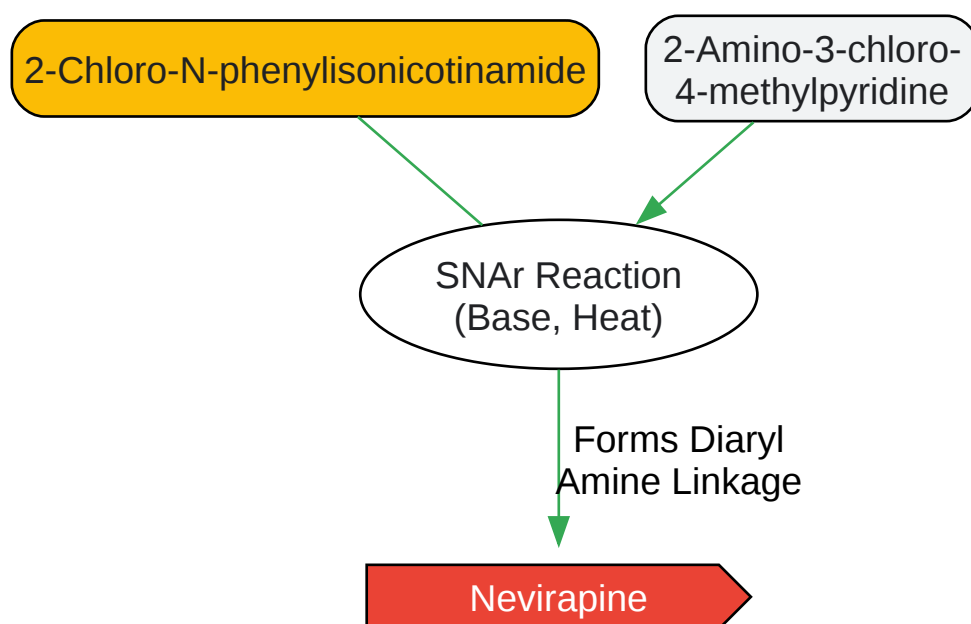 2-Chloro-N-phenylisonicotinamide
2-Amino-3-chloro-
4-methylpyridine
SNAr Reaction
(Base, Heat)
Forms Diaryl
Amine Linkage
Nevirapine